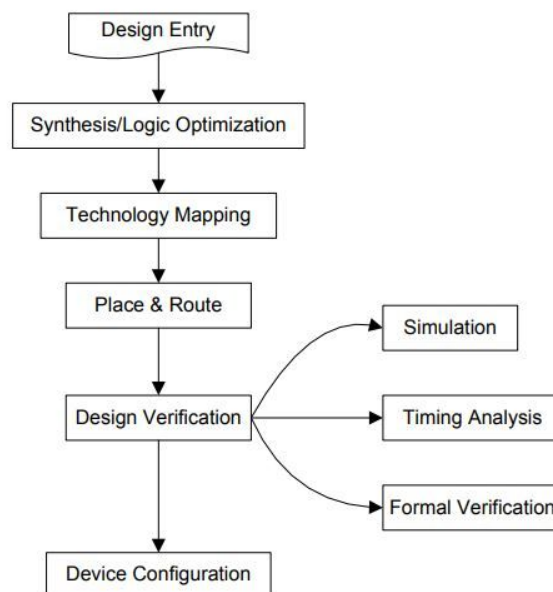 Design Entry
Synthesis/Logic Optimization
Technology Mapping
Place & Route
Simulation
Design Verification
Timing Analysis
Formal Verification
Device Configuration